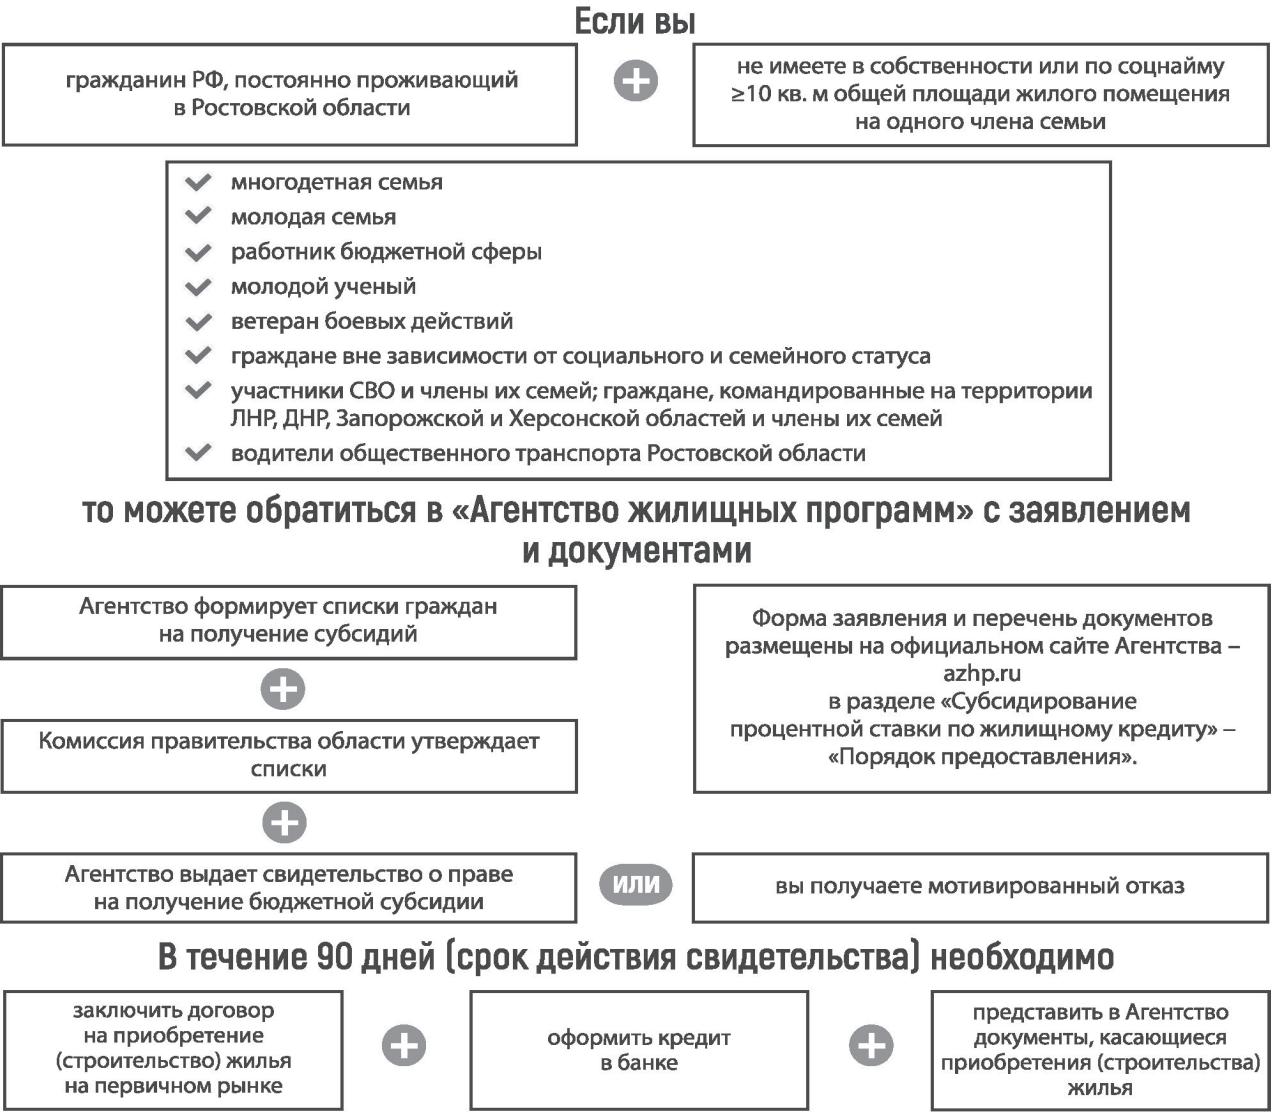 Если вы
гражданин РФ, постоянно проживающий
в Ростовской области
не имеете в собственности или по соцнайму
≥10 кв. м общей площади жилого помещения
на одного члена семьи
многодетная семья
молодая семья
работник бюджетной сферы
молодой ученый
ветеран боевых действий
граждане вне зависимости от социального и семейного статуса
участники СВО и члены их семей; граждане, командированные на территории
ЛНР, ДНР, Запорожской и Херсонской областей и члены их семей
водители общественного транспорта Ростовской области
то можете обратиться в «Агентство жилищных программ» с заявлением
и документами
Агентство формирует списки граждан
на получение субсидий
Форма заявления и перечень документов
размещены на официальном сайте Агентства –
azhp.ru
в разделе «Субсидирование
процентной ставки по жилищному кредиту» –
«Порядок предоставления».
Комиссия правительства области утверждает
списки
Агентство выдает свидетельство о праве
на получение бюджетной субсидии
или
вы получаете мотивированный отказ
В течение 90 дней (срок действия свидетельства) необходимо
заключить договор
на приобретение
(строительство) жилья
на первичном рынке
оформить кредит
в банке
представить в Агентство
документы, касающиеся
приобретения (строительства)
жилья